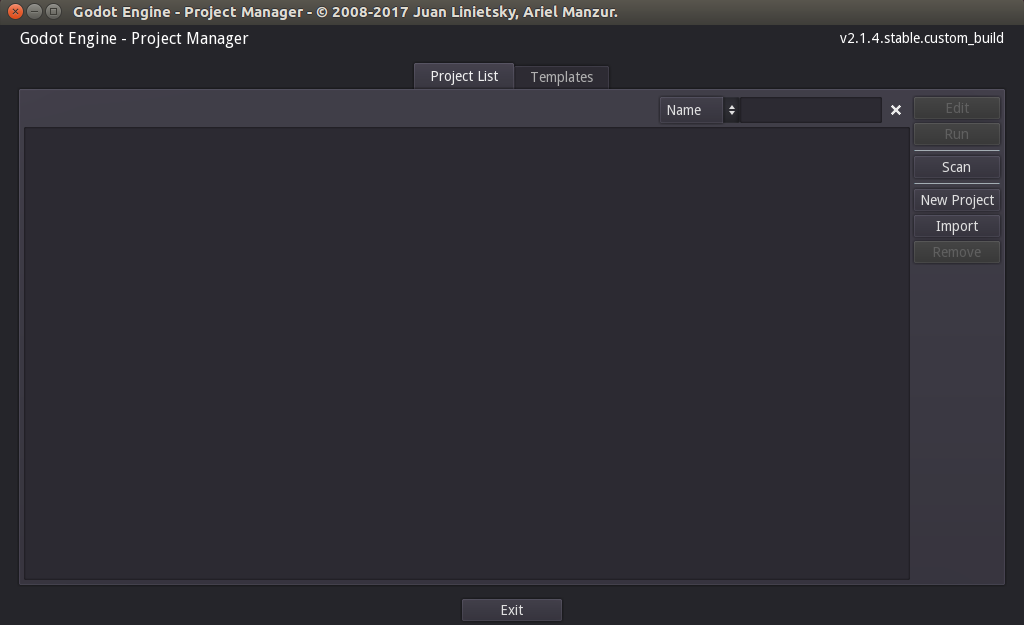 Godot Engine - Project Manager - © 2008-2017 Juan Linietsky, Ariel Manzur.
Godot Engine - Project Manager
v2.1.4.stable.custom_build
Project List
Templates
Name
Edit
Run
Scan
New Project
Import
Remove
Exit